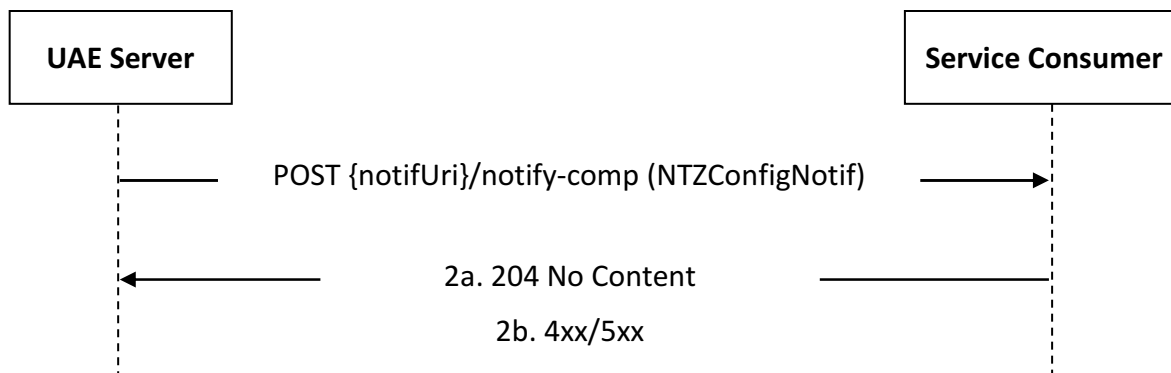 UAE Server
Service Consumer
POST {notifUri}/notify-comp (NTZConfigNotif)
2a. 204 No Content
2b. 4xx/5xx